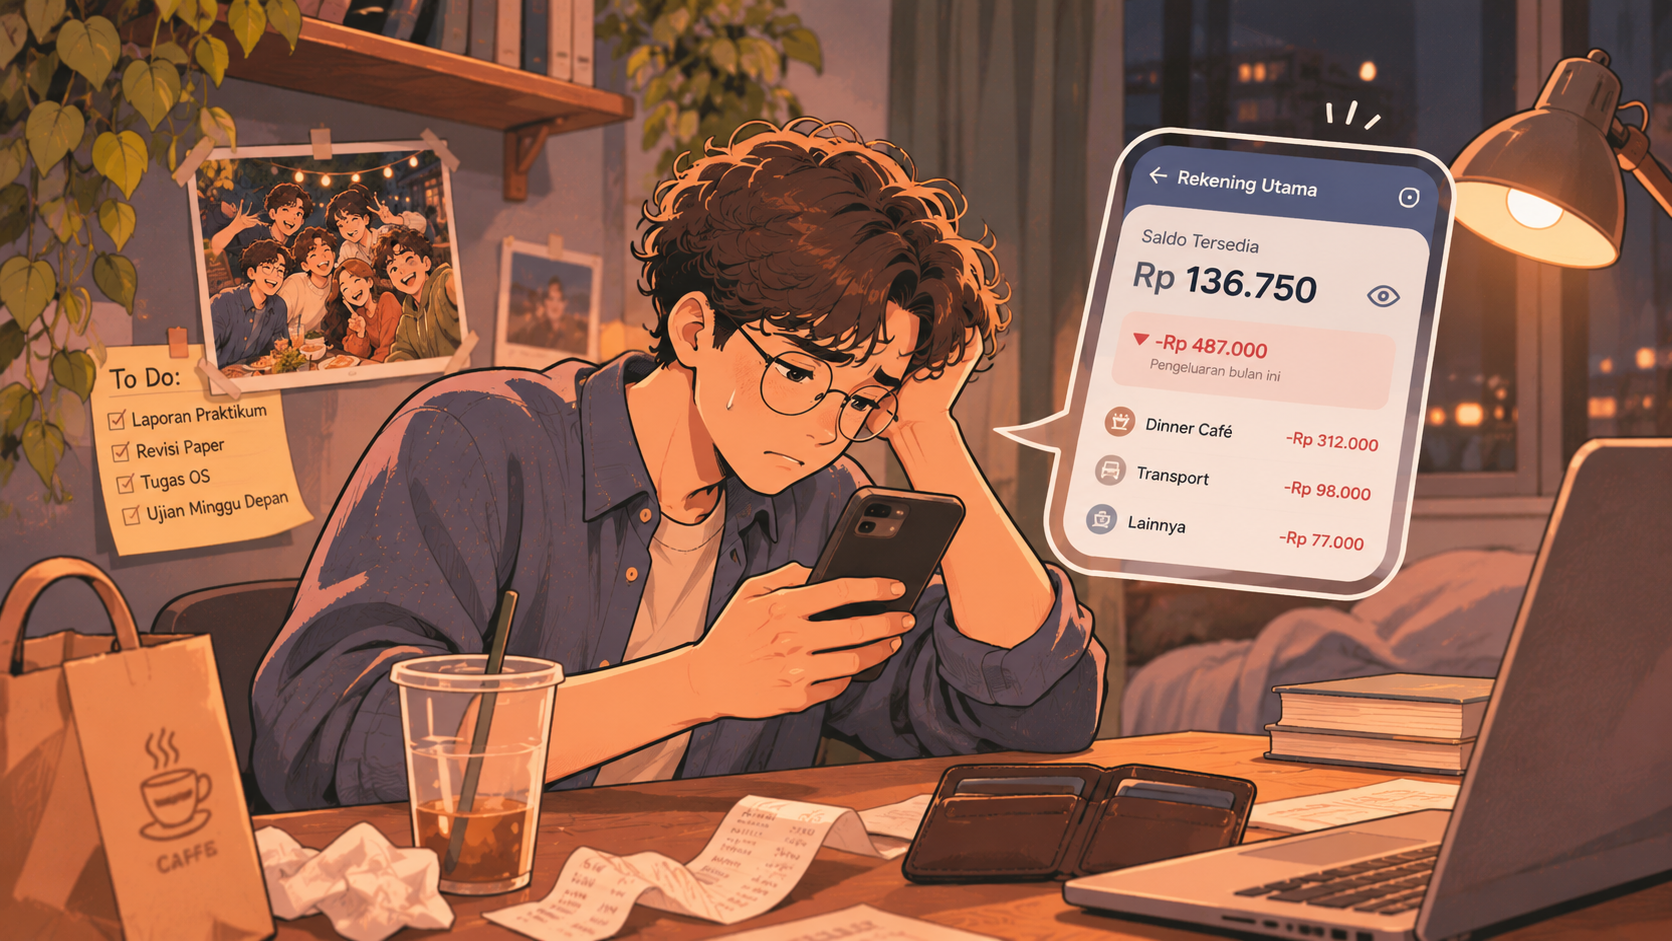 To Do:
Laporan Praktikum
Revisi Paper
Tugas OS
Ujian Minggu Depan
Rekening Utama
Saldo Tersedia
Rp 136.750
-Rp 487.000
Pengeluaran bulan ini
Dinner Café -Rp 312.000
Transport -Rp 98.000
Lainnya -Rp 77.000
CAFFE